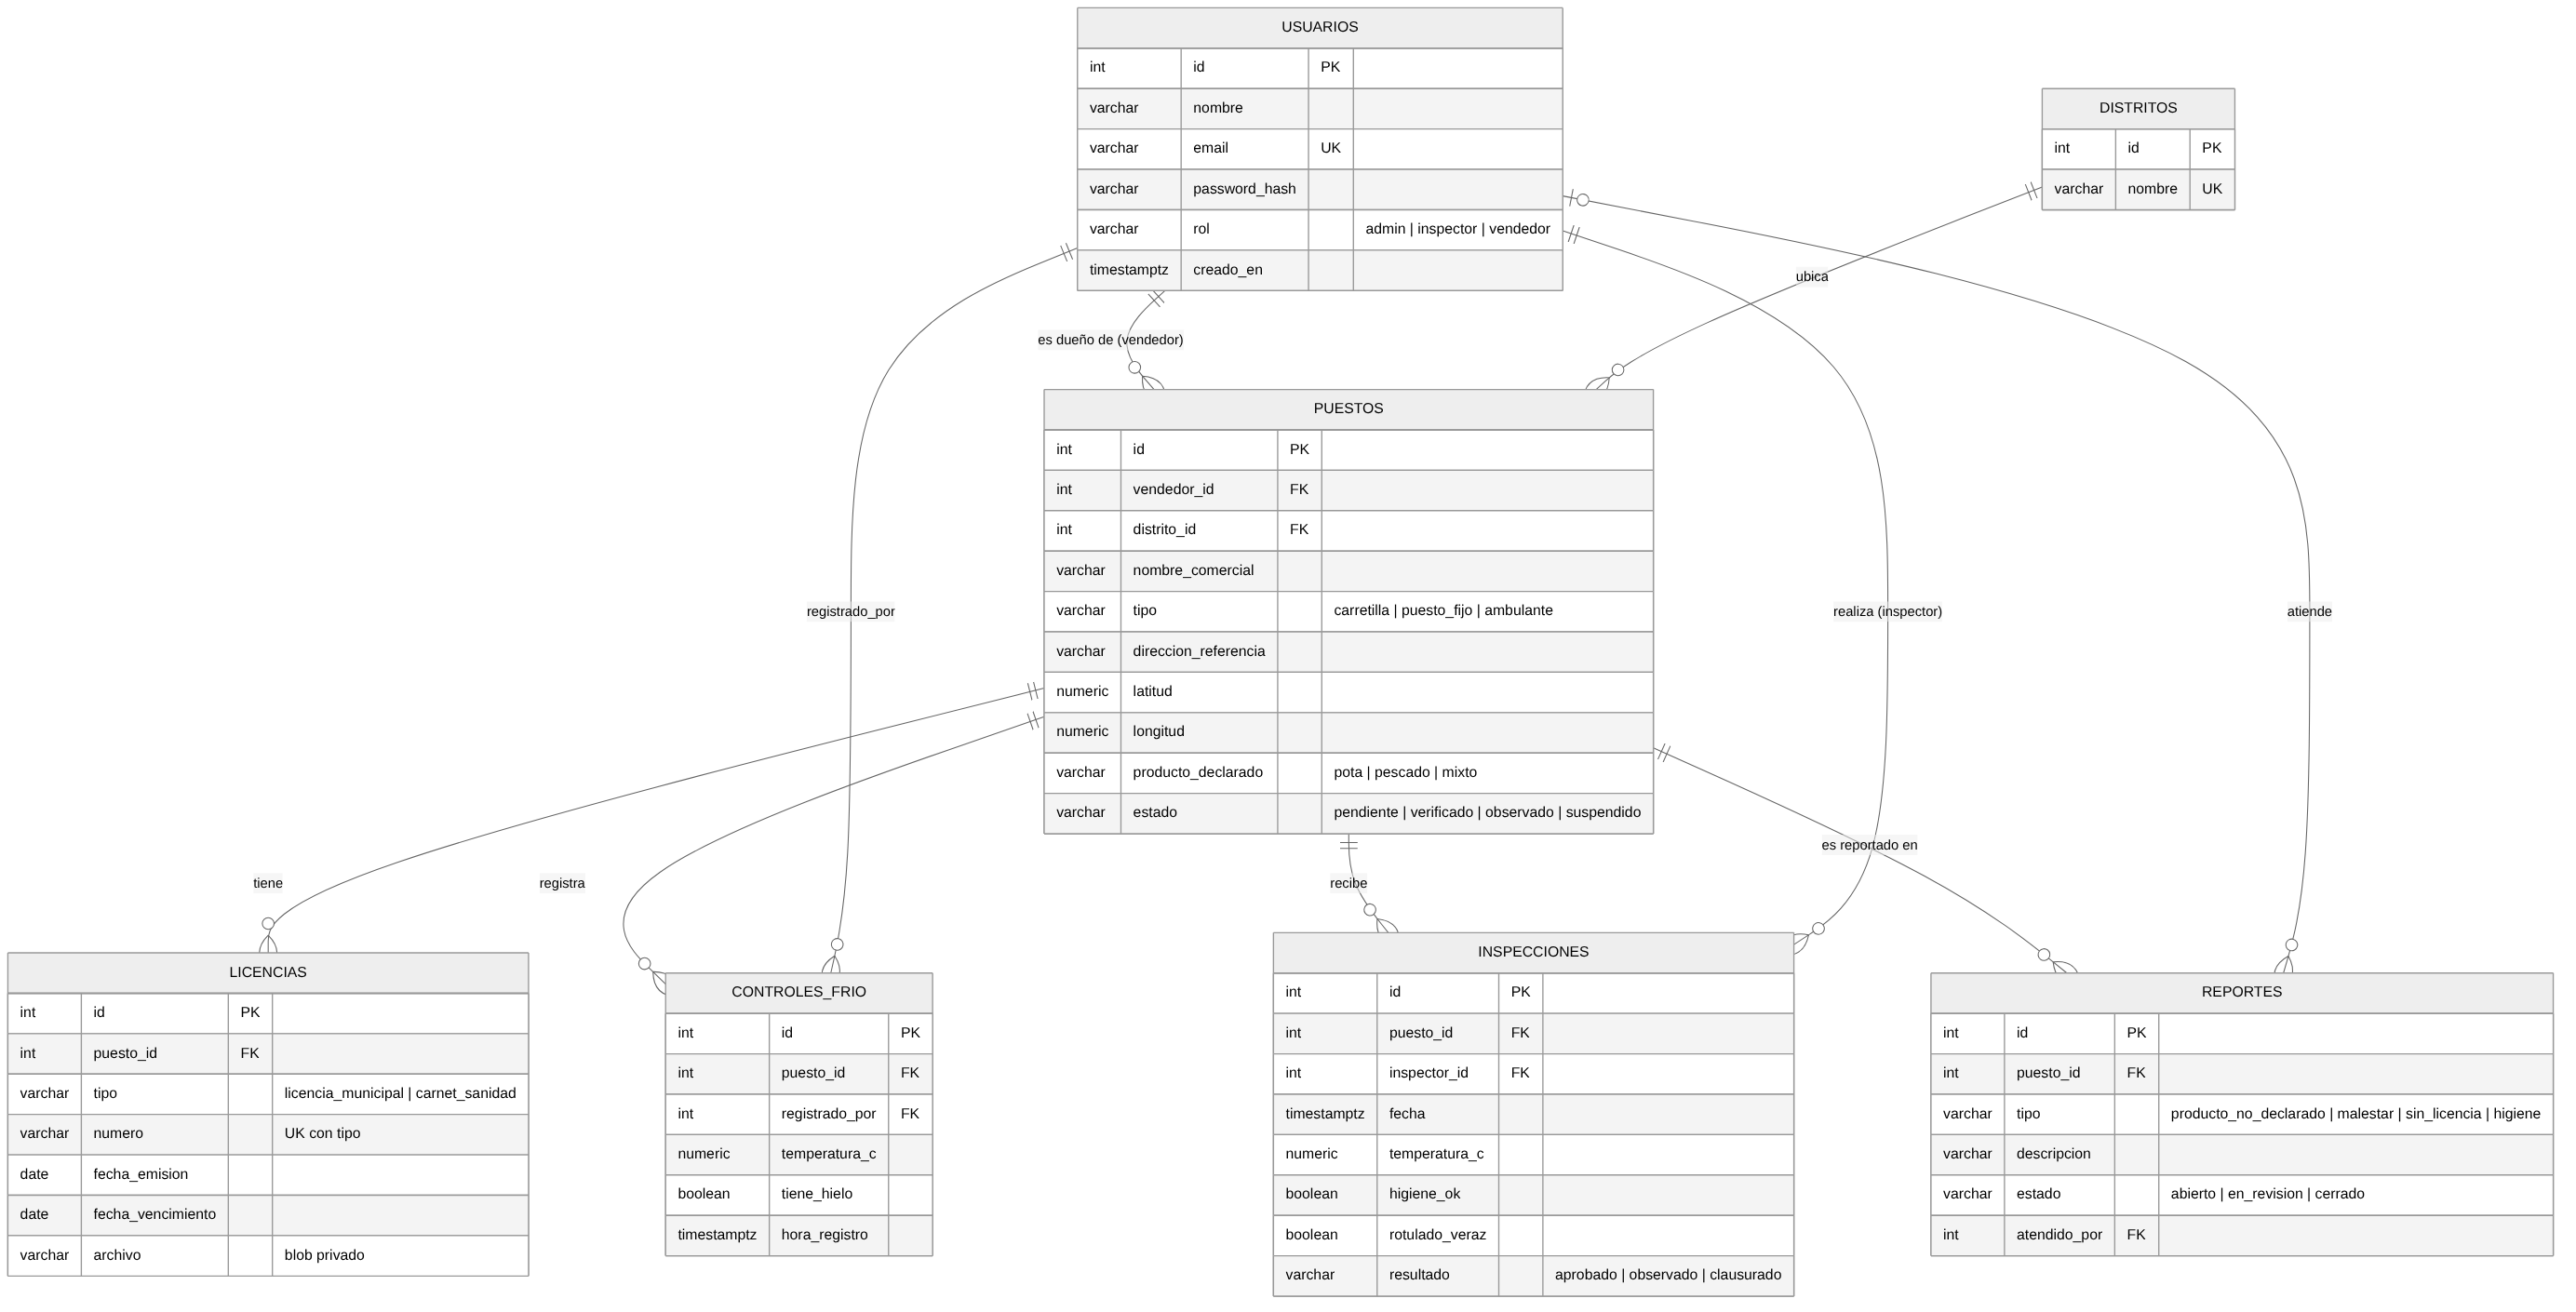 USUARIOS
int id PK
varchar nombre
varchar email UK
varchar password_hash
varchar rol admin | inspector | vendedor
timestamptz creado_en
DISTRITOS
int id PK
varchar nombre UK
ubica
es dueño de (vendedor)
PUESTOS
int id PK
int vendedor_id FK
int distrito_id FK
varchar nombre_comercial
varchar tipo carretilla | puesto_fijo | ambulante
varchar direccion_referencia
numeric latitud
numeric longitud
varchar producto_declarado pota | pescado | mixto
varchar estado pendiente | verificado | observado | suspendido
registrado_por
realiza (inspector)
atiende
es reportado en
tiene
registra
recibe
LICENCIAS
int id PK
int puesto_id FK
varchar tipo licencia_municipal | carnet_sanidad
varchar numero UK con tipo
date fecha_emision
date fecha_vencimiento
varchar archivo blob privado
CONTROLES_FRIO
int id PK
int puesto_id FK
int registrado_por FK
numeric temperatura_c
boolean tiene_hielo
timestamptz hora_registro
INSPECCIONES
int id PK
int puesto_id FK
int inspector_id FK
timestamptz fecha
numeric temperatura_c
boolean higiene_ok
boolean rotulado_veraz
varchar resultado aprobado | observado | clausurado
REPORTES
int id PK
int puesto_id FK
varchar tipo producto_no_declarado | malestar | sin_licencia | higiene
varchar descripcion
varchar estado abierto | en_revision | cerrado
int atendido_por FK